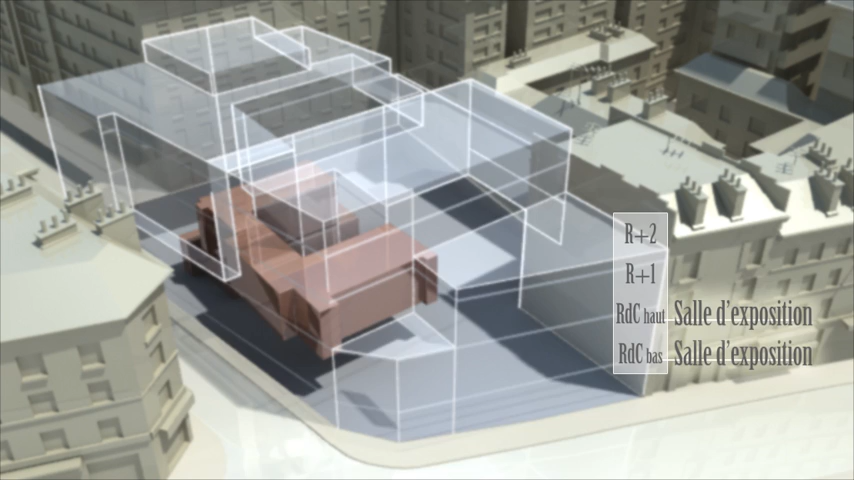 R+2
R+1
RdC haut Salle d'exposition
RdC bas Salle d'exposition